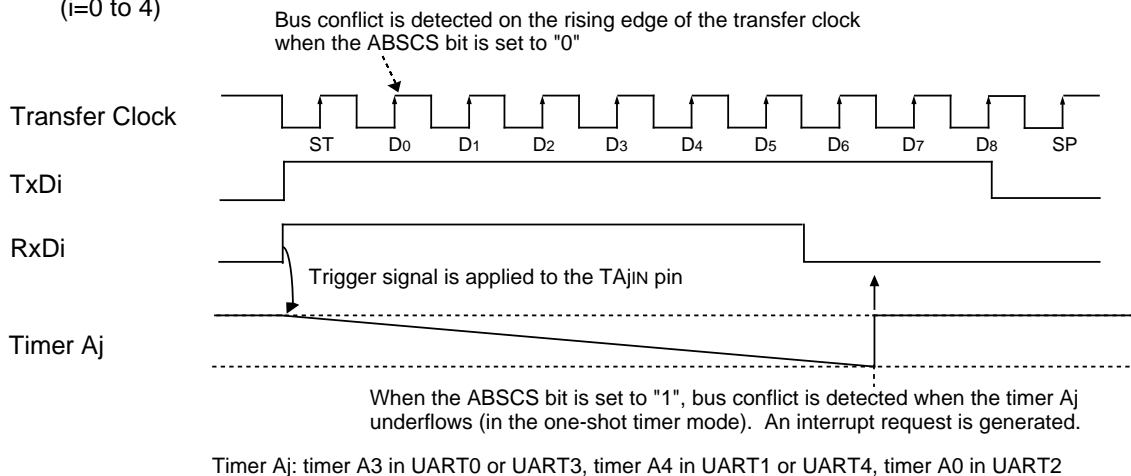 (i=0 to 4)
Bus conflict is detected on the rising edge of the transfer clock
when the ABSCS bit is set to "0"
Transfer Clock
ST D0 D1 D2 D3 D4 D5 D6 D7 D8 SP
TxDi
RxDi
Trigger signal is applied to the TAjIN pin
Timer Aj
When the ABSCS bit is set to "1", bus conflict is detected when the timer Aj
underflows (in the one-shot timer mode). An interrupt request is generated.
Timer Aj: timer A3 in UART0 or UART3, timer A4 in UART1 or UART4, timer A0 in UART2